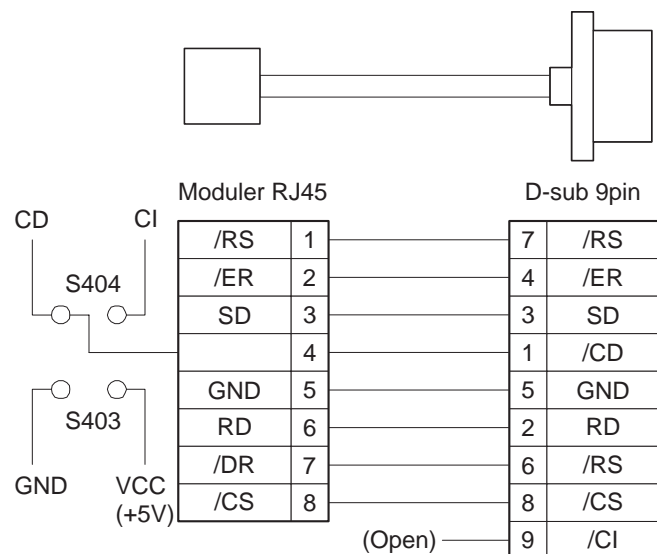 Moduler RJ45
D-sub 9pin
CD
CI
S404
S403
GND
VCC
(+5V)
/RS 1
/ER 2
SD 3
4
GND 5
RD 6
/DR 7
/CS 8
7 /RS
4 /ER
3 SD
1 /CD
5 GND
2 RD
6 /RS
8 /CS
(Open) 9 /CI